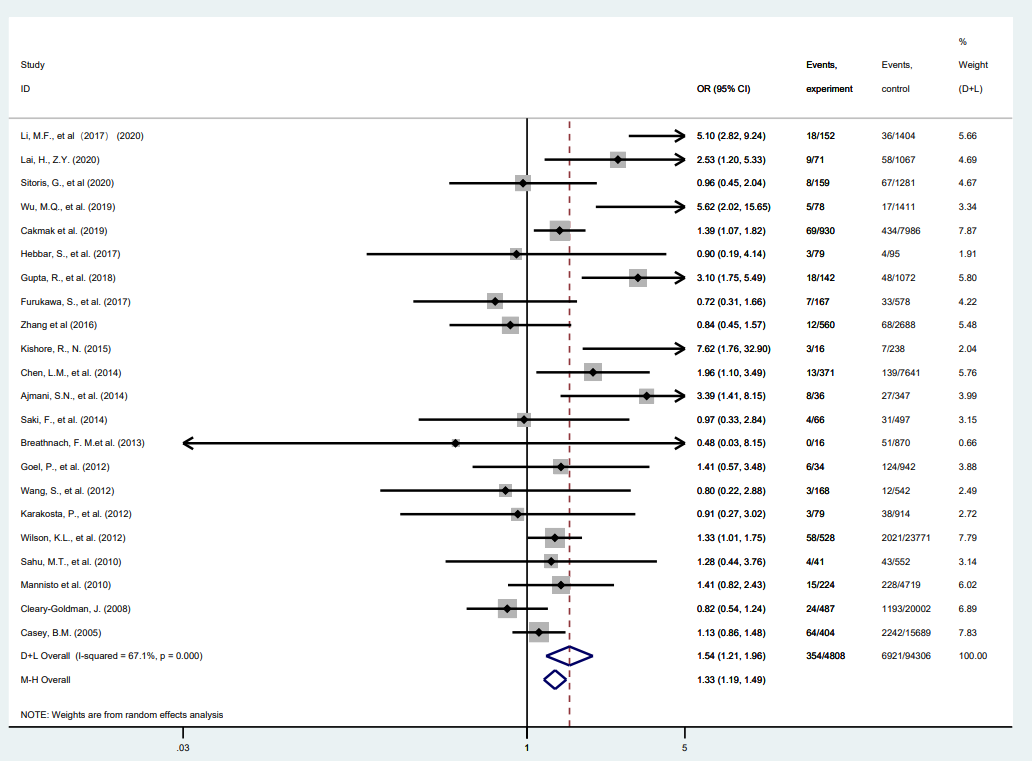 %
Study Events, Events, Weight
ID OR (95% CI) experiment control (D+L)
Li, M.F., et al（2017）(2020) 5.10 (2.82, 9.24) 18/152 36/1404 5.66
Lai, H., Z.Y. (2020) 2.53 (1.20, 5.33) 9/71 58/1067 4.69
Sitoris, G., et al (2020) 0.96 (0.45, 2.04) 8/159 67/1281 4.67
Wu, M.Q., et al. (2019) 5.62 (2.02, 15.65) 5/78 17/1411 3.34
Cakmak et al. (2019) 1.39 (1.07, 1.82) 69/930 434/7986 7.87
Hebbar, S., et al. (2017) 0.90 (0.19, 4.14) 3/79 4/95 1.91
Gupta, R., et al. (2018) 3.10 (1.75, 5.49) 18/142 48/1072 5.80
Furukawa, S., et al. (2017) 0.72 (0.31, 1.66) 7/167 33/578 4.22
Zhang et al (2016) 0.84 (0.45, 1.57) 12/560 68/2688 5.48
Kishore, R., N. (2015) 7.62 (1.76, 32.90) 3/16 7/238 2.04
Chen, L.M., et al. (2014) 1.96 (1.10, 3.49) 13/371 139/7641 5.76
Ajmani, S.N., et al. (2014) 3.39 (1.41, 8.15) 8/36 27/347 3.99
Saki, F., et al. (2014) 0.97 (0.33, 2.84) 4/66 31/497 3.15
Breathnach, F. M.et al. (2013) 0.48 (0.03, 8.15) 0/16 51/870 0.66
Goel, P., et al. (2012) 1.41 (0.57, 3.48) 6/34 124/942 3.88
Wang, S., et al. (2012) 0.80 (0.22, 2.88) 3/168 12/542 2.49
Karakosta, P., et al. (2012) 0.91 (0.27, 3.02) 3/79 38/914 2.72
Wilson, K.L., et al. (2012) 1.33 (1.01, 1.75) 58/528 2021/23771 7.79
Sahu, M.T., et al. (2010) 1.28 (0.44, 3.76) 4/41 43/552 3.14
Mannisto et al. (2010) 1.41 (0.82, 2.43) 15/224 228/4719 6.02
Cleary-Goldman, J. (2008) 0.82 (0.54, 1.24) 24/487 1193/20002 6.89
Casey, B.M. (2005) 1.13 (0.86, 1.48) 64/404 2242/15689 7.83
D+L Overall (I-squared = 67.1%, p = 0.000) 1.54 (1.21, 1.96) 354/4808 6921/94306 100.00
M-H Overall 1.33 (1.19, 1.49)
NOTE: Weights are from random effects analysis
.03 1 5